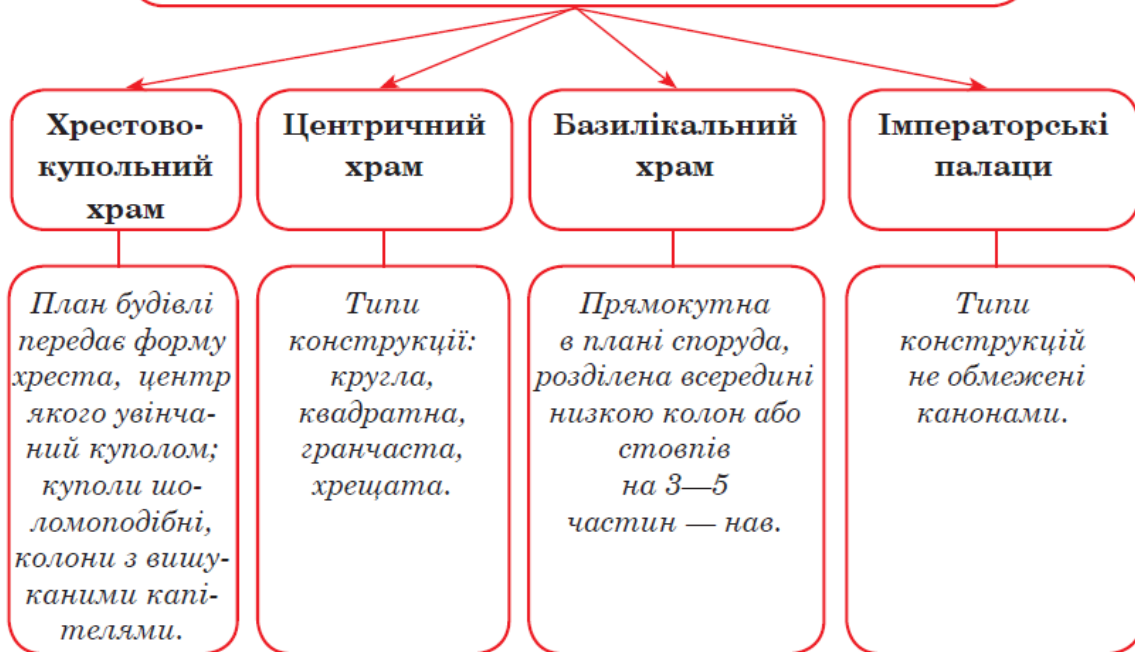 Хрестово-
купольний
храм
План будівлі
передає форму
хреста, центр
якого увінча-
ний куполом;
куполи шо-
ломоподібні,
колони з вишу-
каними капі-
телями.
Центричний
храм
Типи
конструкції:
кругла,
квадратна,
гранчаста,
хрещата.
Базилікальний
храм
Прямокутна
в плані споруда,
розділена всередині
низкою колон або
стовпів
на 3—5
частин — нав.
Імператорські
палаци
Типи
конструкцій
не обмежені
канонами.